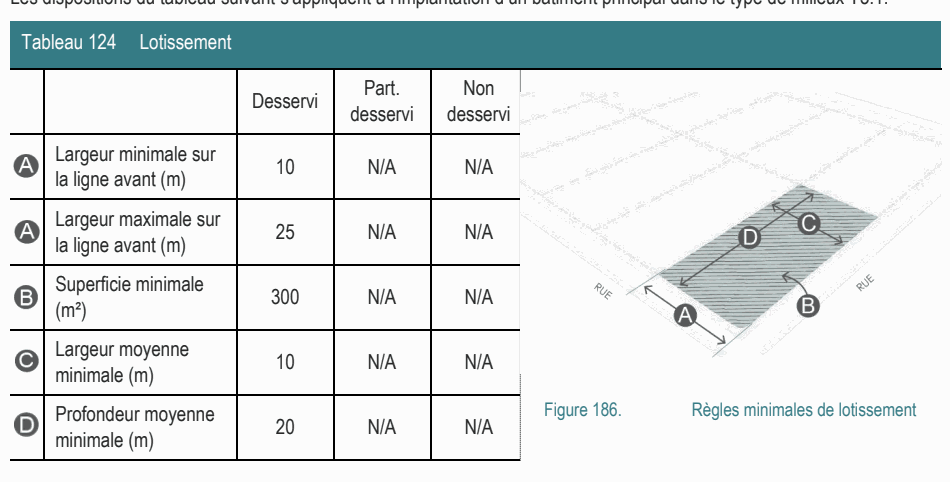 Les dispositions du tableau suivant s'appliquent à l'implantation d'un bâtiment principal dans le type de milieux
Tableau 124 Lotissement
Desservi
Part. desservi
Non desservi
A Largeur minimale sur la ligne avant (m) 10 N/A N/A
A Largeur maximale sur la ligne avant (m) 25 N/A N/A
B Superficie minimale (m²) 300 N/A N/A
C Largeur moyenne minimale (m) 10 N/A N/A
D Profondeur moyenne minimale (m) 20 N/A N/A
D
C
RUE
A
B
RUE
Figure 186. Règles minimales de lotissement